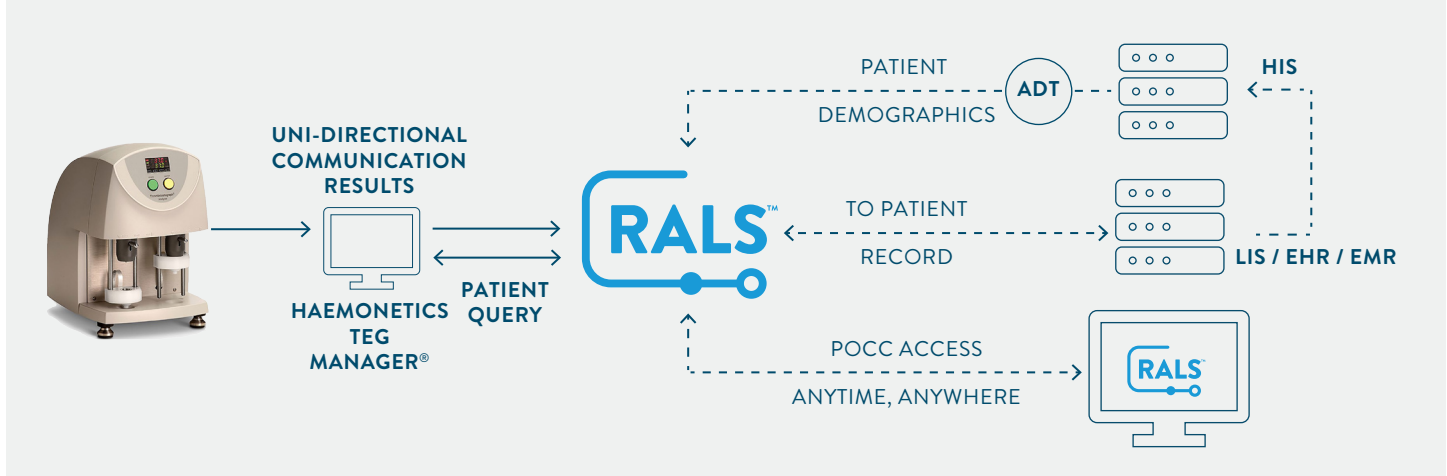 UNI-DIRECTIONAL
COMMUNICATION
RESULTS
HAEMONETICS
TEG
MANAGER®
PATIENT
QUERY
RALS™
PATIENT
DEMOGRAPHICS
ADT
HIS
TO PATIENT
RECORD
LIS / EHR / EMR
POCC ACCESS
ANYTIME, ANYWHERE
RALS™